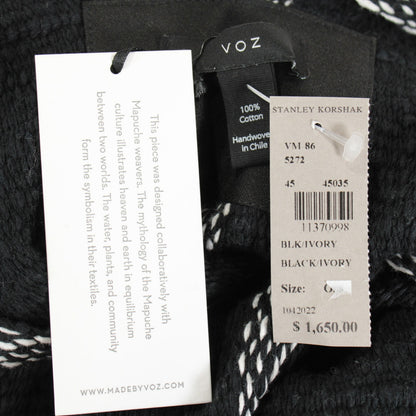 VOZ
100%
Cotton
Handwoven
in Chile
This piece was designed collaboratively with
Mapuche weavers. The mythology of the Mapuche
culture illustrates heaven and earth in equilibrium
between two worlds. The water, plants, and community
form the symbolism in their textiles.
WWW.MADEBYVOZ.COM
STANLEY KORSHAK
VM 86
5272
45 45035
11370998
BLK/IVORY
BLACK/IVORY
Size:
1042022
$ 1,650.00